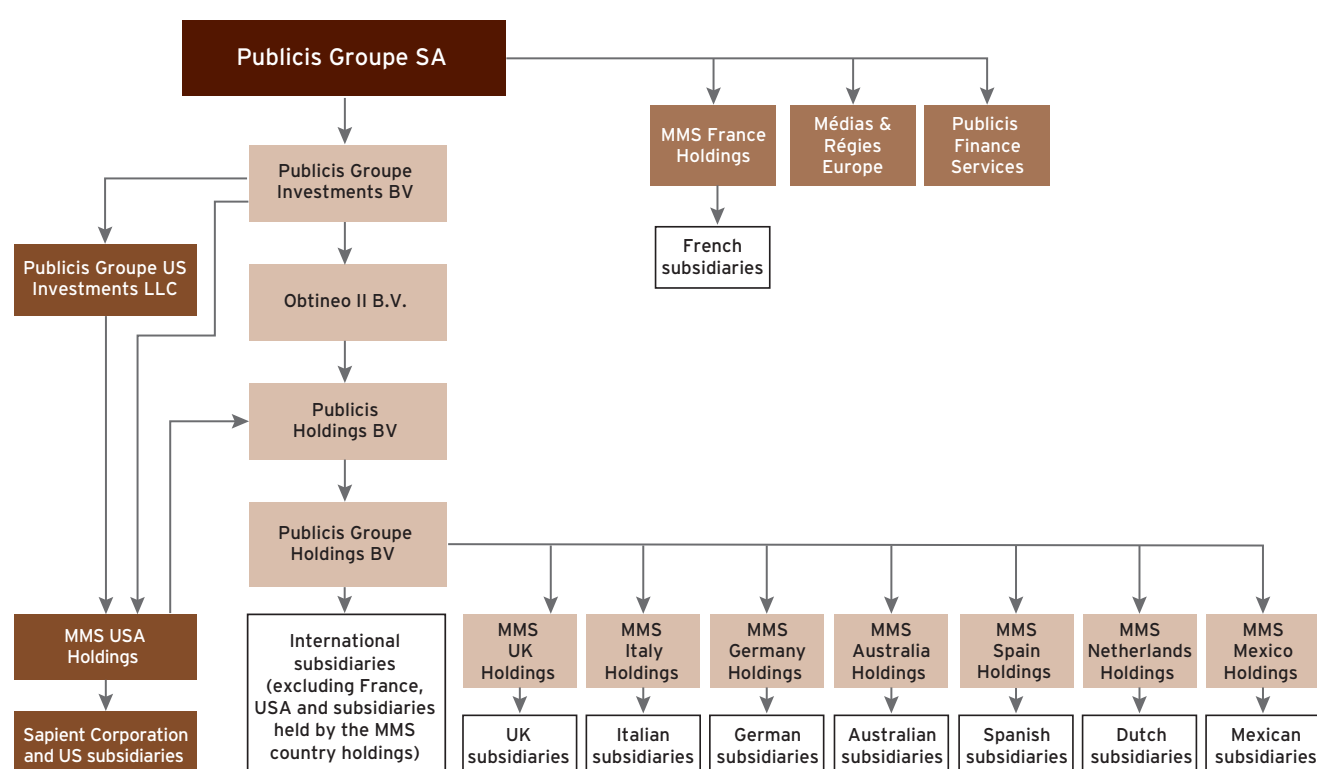 Publicis Groupe SA
MMS France
Holdings
Médias &
Régies
Europe
Publicis
Finance
Services
Publicis Groupe
Investments BV
French
subsidiaries
Publicis Groupe US
Investments LLC
Obtineo II B.V.
Publicis
Holdings BV
Publicis Groupe
Holdings BV
MMS USA
Holdings
International
subsidiaries
(excluding France,
USA and subsidiaries
held by the MMS
country holdings)
MMS
UK
Holdings
MMS
Italy
Holdings
MMS
Germany
Holdings
MMS
Australia
Holdings
MMS
Spain
Holdings
MMS
Netherlands
Holdings
MMS
Mexico
Holdings
Sapient Corporation
and US subsidiaries
UK
subsidiaries
Italian
subsidiaries
German
subsidiaries
Australian
subsidiaries
Spanish
subsidiaries
Dutch
subsidiaries
Mexican
subsidiaries